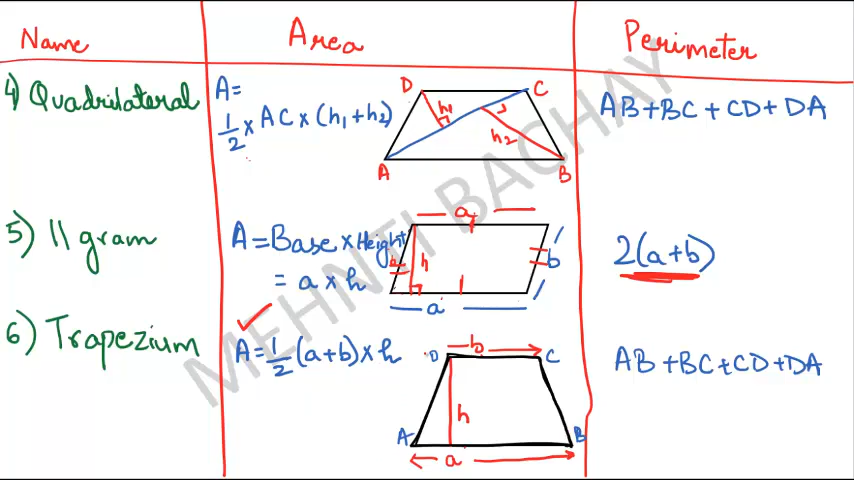 Name Area Perimeter
4) Quadrilateral
A=
1/2 × AC × (h1+h2)
D C
h1
h2
A B
AB+BC+CD+DA
5) ll gram
A = Base × Height
= a × h
a
b h b
a
2(a+b)
6) Trapezium
A = 1/2 (a+b) × h
D b C
h
A B
a
AB+BC+CD+DA
MEHNTI BACHAY